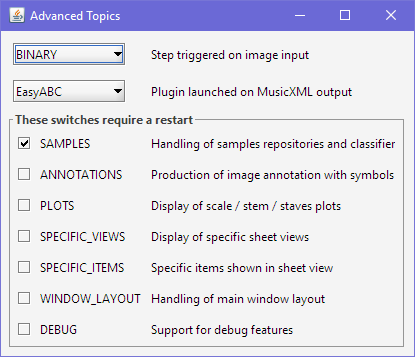 Advanced Topics
BINARY Step triggered on image input
EasyABC Plugin launched on MusicXML output
These switches require a restart
SAMPLES Handling of samples repositories and classifier
ANNOTATIONS Production of image annotation with symbols
PLOTS Display of scale / stem / staves plots
SPECIFIC_VIEWS Display of specific sheet views
SPECIFIC_ITEMS Specific items shown in sheet view
WINDOW_LAYOUT Handling of main window layout
DEBUG Support for debug features